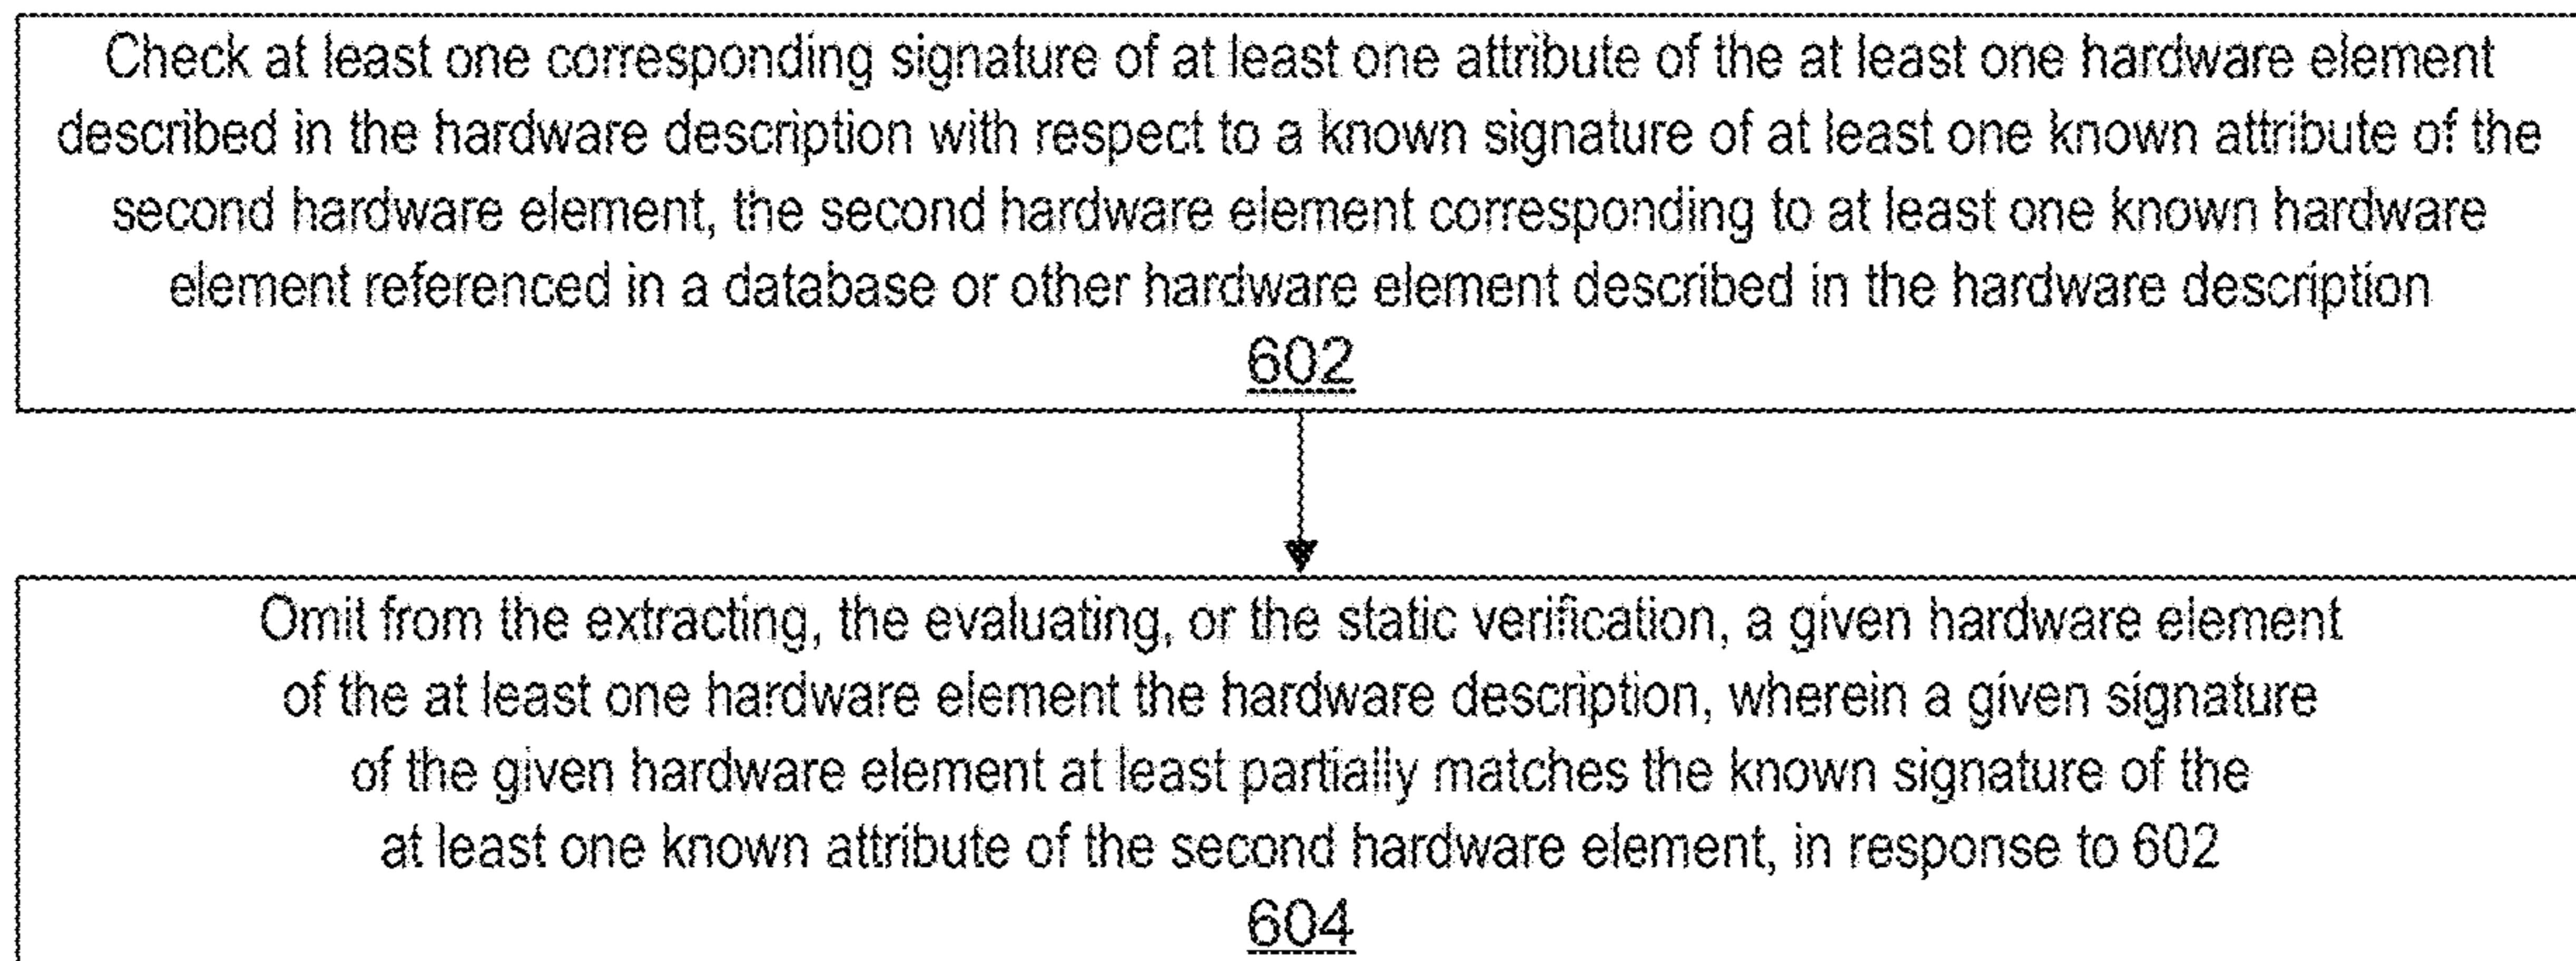 Check at least one corresponding signature of at least one attribute of the at least one hardware element
described in the hardware description with respect to a known signature of at least one known attribute of the
second hardware element, the second hardware element corresponding to at least one known hardware
element referenced in a database or other hardware element described in the hardware description
602
Omit from the extracting, the evaluating, or the static verification, a given hardware element
of the at least one hardware element the hardware description, wherein a given signature
of the given hardware element at least partially matches the known signature of the
at least one known attribute of the second hardware element, in response to 602
604